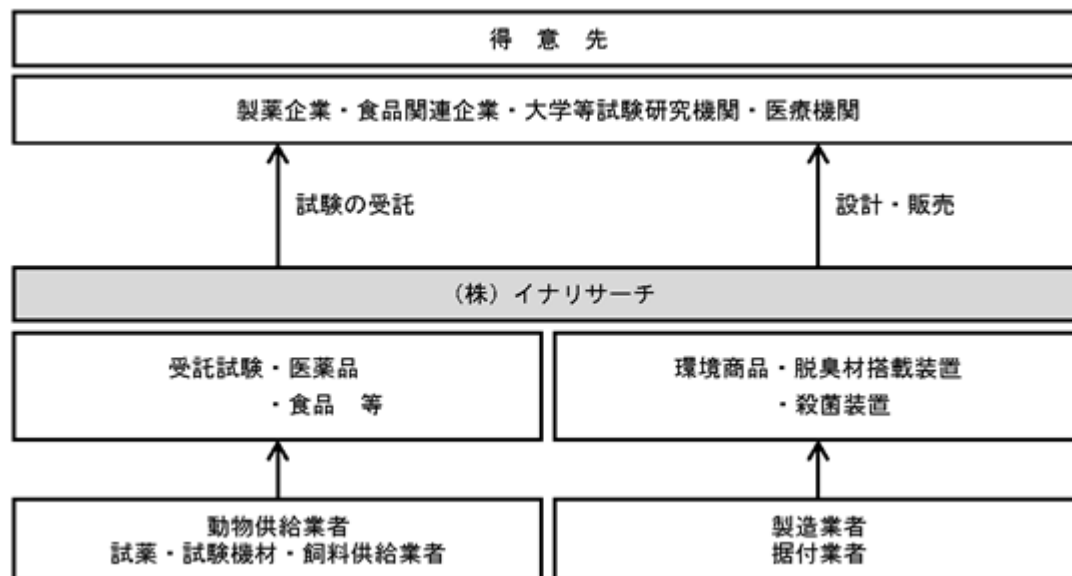 得 意 先
製薬企業・食品関連企業・大学等試験研究機関・医療機関
試験の受託
設計・販売
(株)イナリサーチ
受託試験・医薬品
・食品 等
環境商品・脱臭材搭載装置
・殺菌装置
動物供給業者
試薬・試験機材・飼料供給業者
製造業者
据付業者